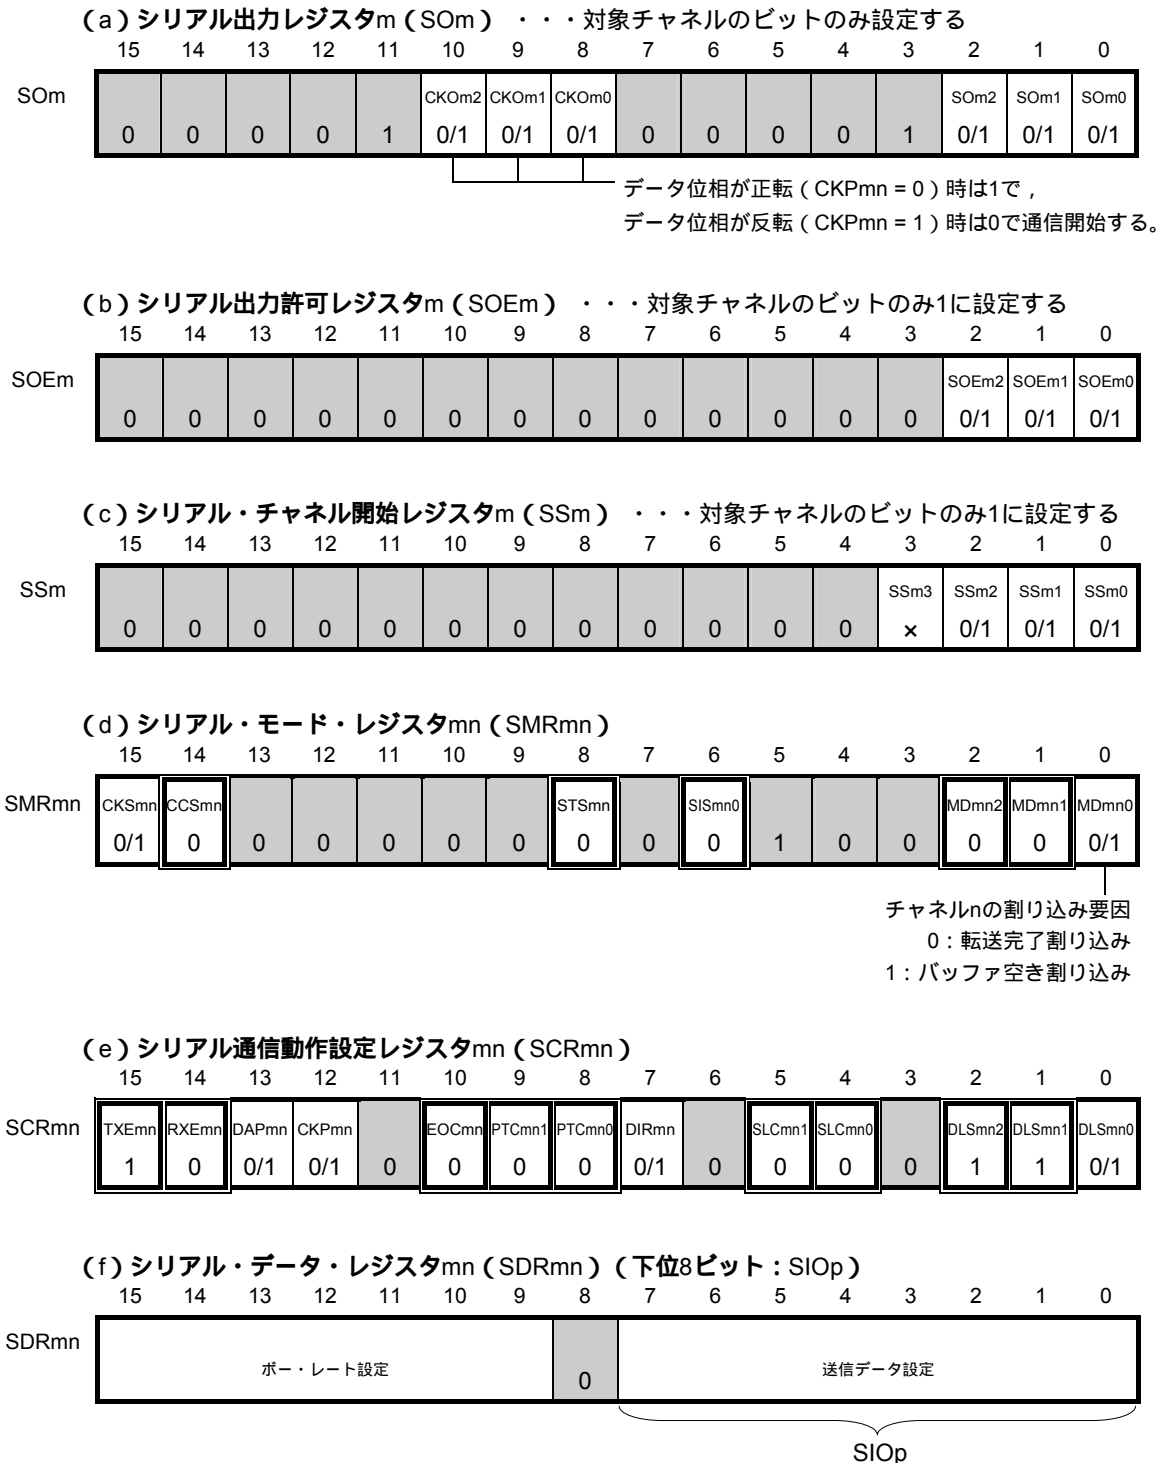 (a)シリアル出力レジスタm(SOm) ・・・対象チャネルのビットのみ設定する
15 14 13 12 11 10 9 8 7 6 5 4 3 2 1 0
SOm
CKOm2 CKOm1 CKOm0 SOm2 SOm1 SOm0
0 0 0 0 1 0/1 0/1 0/1 0 0 0 0 1 0/1 0/1 0/1
データ位相が正転(CKPmn = 0)時は1で,
データ位相が反転(CKPmn = 1)時は0で通信開始する。
(b)シリアル出力許可レジスタm(SOEm) ・・・対象チャネルのビットのみ1に設定する
15 14 13 12 11 10 9 8 7 6 5 4 3 2 1 0
SOEm
SOEm2 SOEm1 SOEm0
0 0 0 0 0 0 0 0 0 0 0 0 0 0/1 0/1 0/1
(c)シリアル・チャネル開始レジスタm(SSm) ・・・対象チャネルのビットのみ1に設定する
15 14 13 12 11 10 9 8 7 6 5 4 3 2 1 0
SSm
SSm3 SSm2 SSm1 SSm0
0 0 0 0 0 0 0 0 0 0 0 0 × 0/1 0/1 0/1
(d)シリアル・モード・レジスタmn(SMRmn)
15 14 13 12 11 10 9 8 7 6 5 4 3 2 1 0
SMRmn
CKSmn CCSmn STSmn SISmn0 MDmn2 MDmn1 MDmn0
0/1 0 0 0 0 0 0 0 0 0 1 0 0 0 0 0/1
チャネルnの割り込み要因
0:転送完了割り込み
1:バッファ空き割り込み
(e)シリアル通信動作設定レジスタmn(SCRmn)
15 14 13 12 11 10 9 8 7 6 5 4 3 2 1 0
SCRmn
TXEmn RXEmn DAPmn CKPmn EOCmn PTCmn1 PTCmn0 DIRmn SLCmn1 SLCmn0 DLSmn2 DLSmn1 DLSmn0
1 0 0/1 0/1 0 0 0 0 0/1 0 0 0 0 1 1 0/1
(f)シリアル・データ・レジスタmn(SDRmn)(下位8ビット:SIOp)
15 14 13 12 11 10 9 8 7 6 5 4 3 2 1 0
SDRmn
ボー・レート設定 0 送信データ設定
SIOp